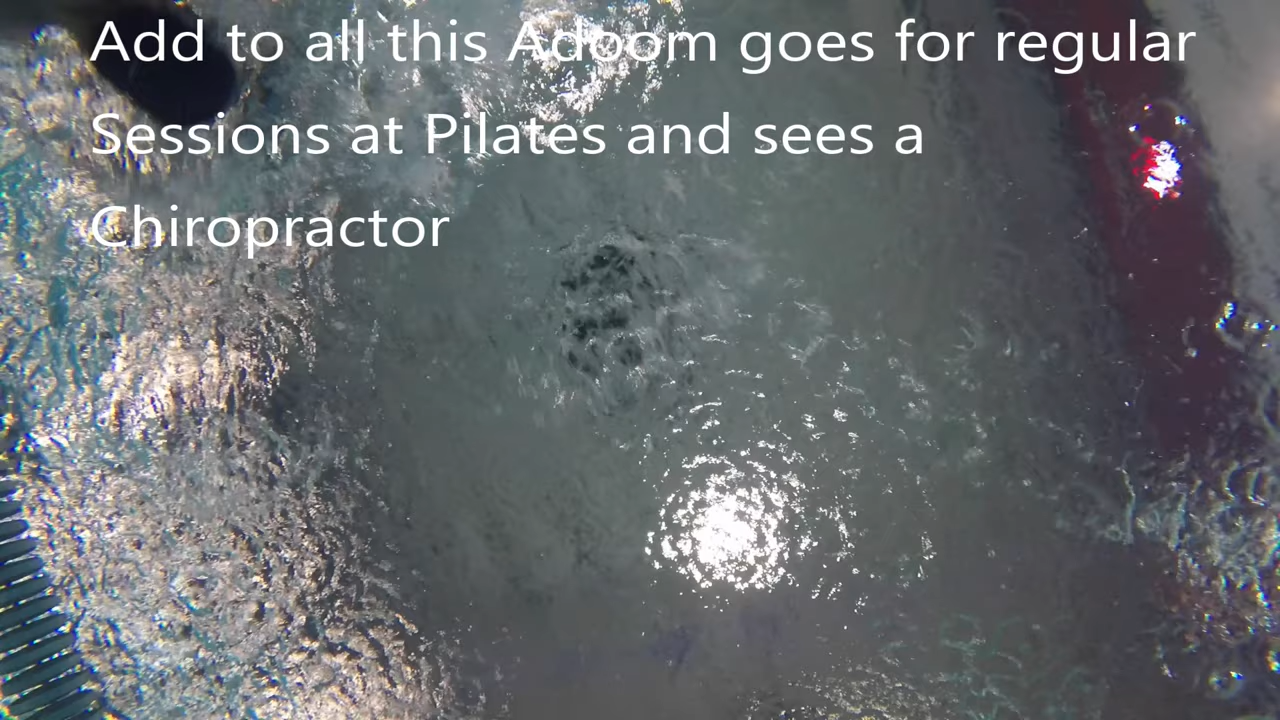 Add to all this Adoom goes for regular
Sessions at Pilates and sees a
Chiropractor